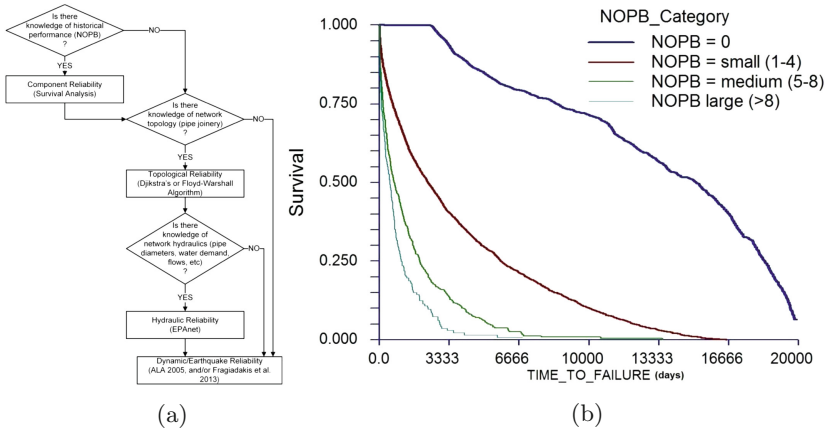 Is there
knowledge of historical
performance (NOPB)
?
NO
YES
Component Reliability
(Survival Analysis)
Is there
knowledge of network
topology (pipe joinery)
?
NO
YES
Topological Reliability
(Djikstra's or Floyd-Warshall
Algorithm)
Is there
knowledge of
network hydraulics (pipe
diameters, water demand,
flows, etc)
?
NO
YES
Hydraulic Reliability
(EPAnet)
Dynamic/Earthquake Reliability
(ALA 2005, and/or Fragiadakis et al.
2013)
(a)
NOPB_Category
NOPB = 0
NOPB = small (1-4)
NOPB = medium (5-8)
NOPB large (>8)
Survival
1.000
0.750
0.500
0.250
0.000
0.0
3333
6666
10000
13333
16666
20000
TIME_TO_FAILURE (days)
(b)